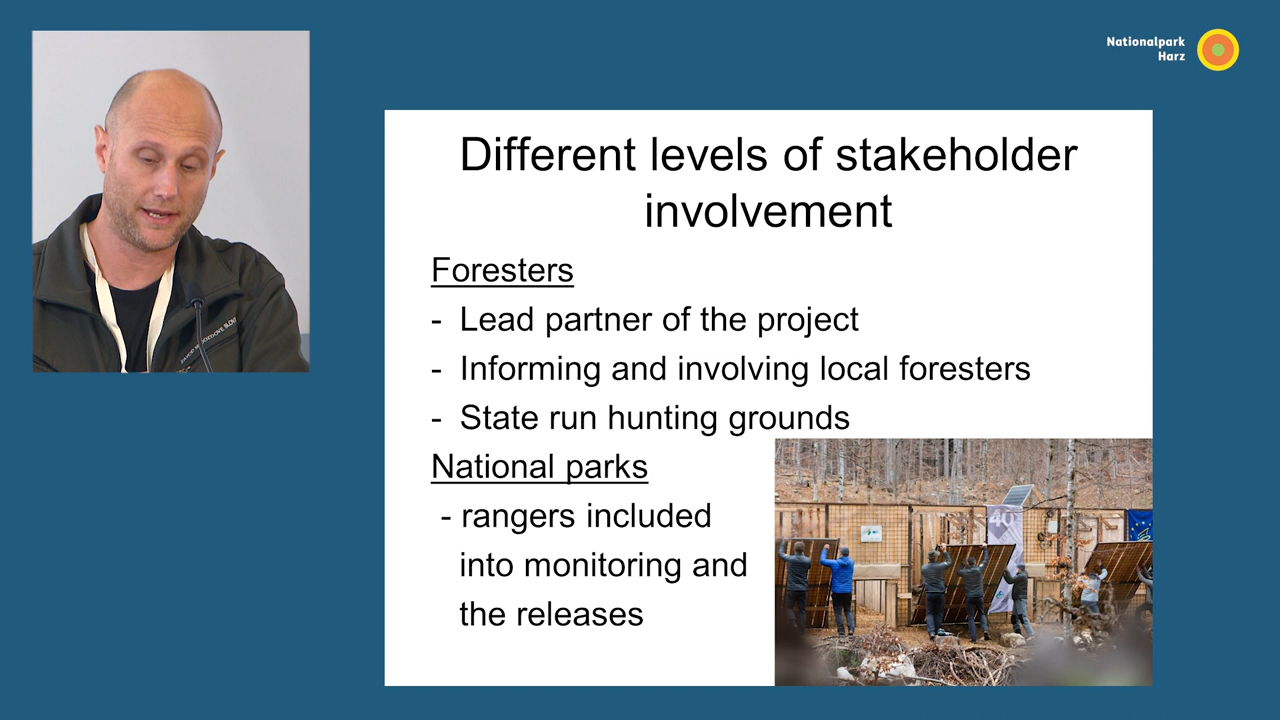 Nationalpark
Harz
Different levels of stakeholder
involvement
Foresters
- Lead partner of the project
- Informing and involving local foresters
- State run hunting grounds
National parks
- rangers included
into monitoring and
the releases
40